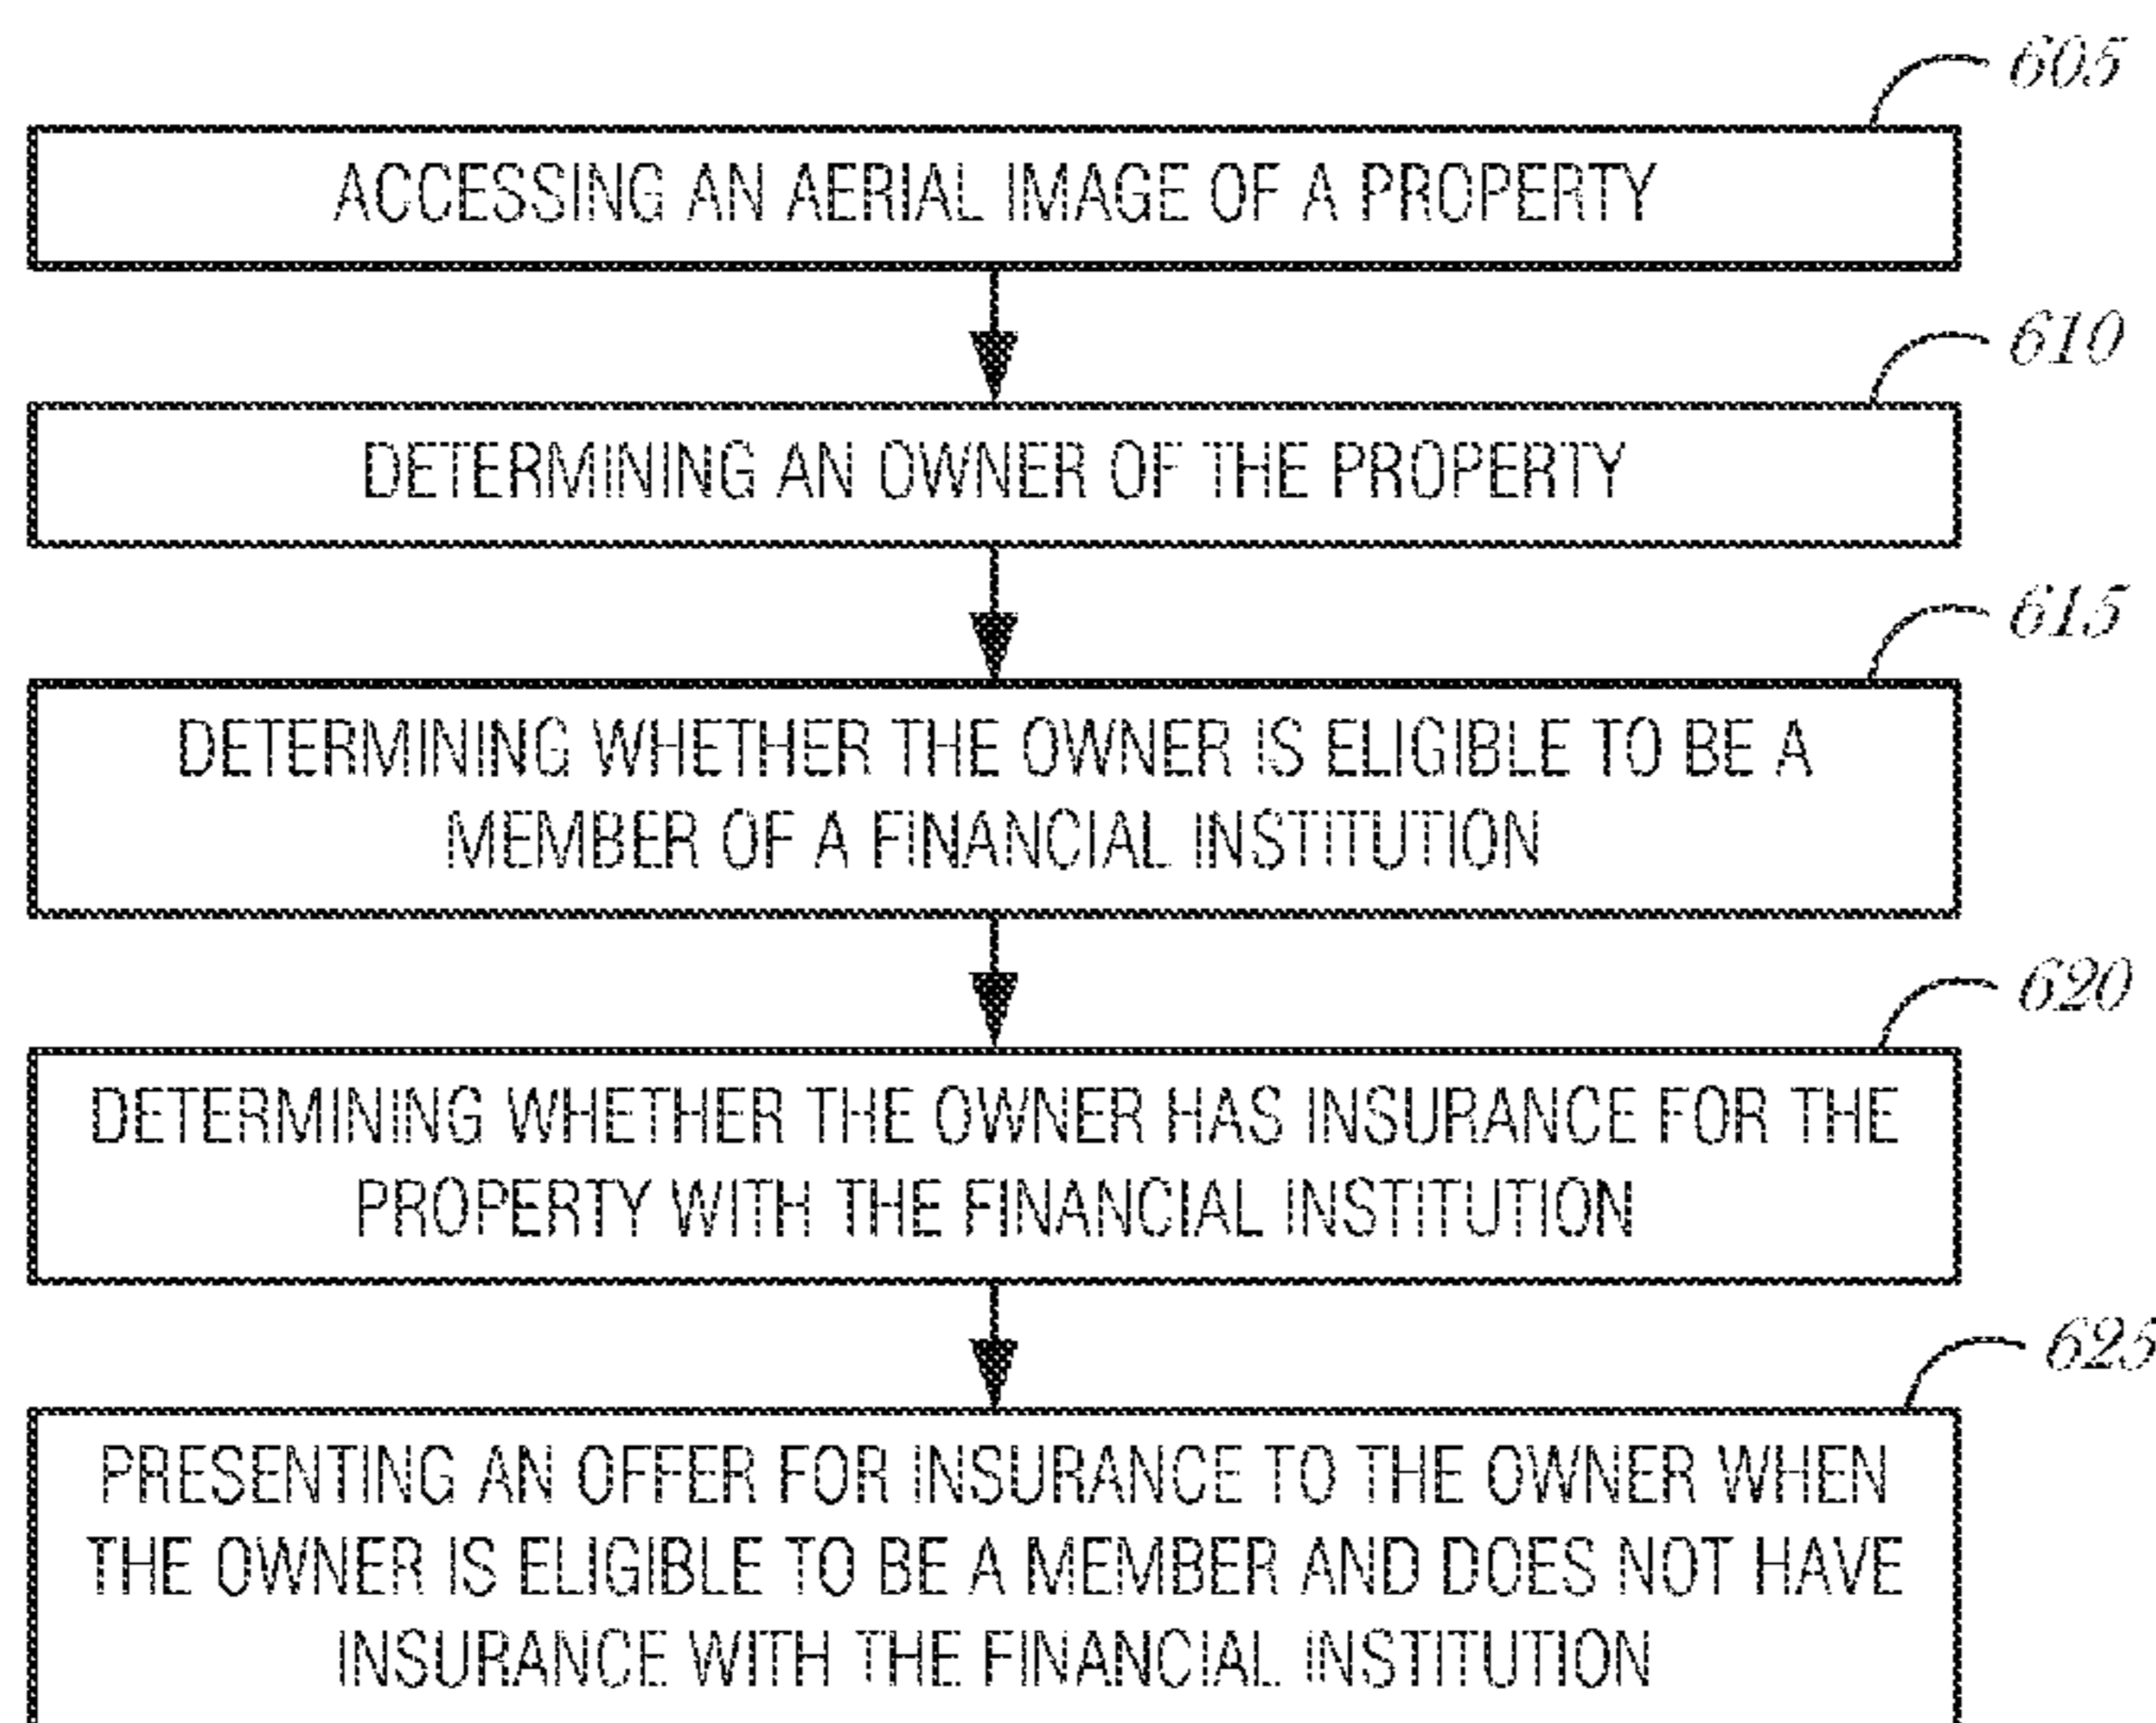 605
ACCESSING AN AERIAL IMAGE OF A PROPERTY
610
DETERMINING AN OWNER OF THE PROPERTY
615
DETERMINING WHETHER THE OWNER IS ELIGIBLE TO BE A
MEMBER OF A FINANCIAL INSTITUTION
620
DETERMINING WHETHER THE OWNER HAS INSURANCE FOR THE
PROPERTY WITH THE FINANCIAL INSTITUTION
625
PRESENTING AN OFFER FOR INSURANCE TO THE OWNER WHEN
THE OWNER IS ELIGIBLE TO BE A MEMBER AND DOES NOT HAVE
INSURANCE WITH THE FINANCIAL INSTITUTION